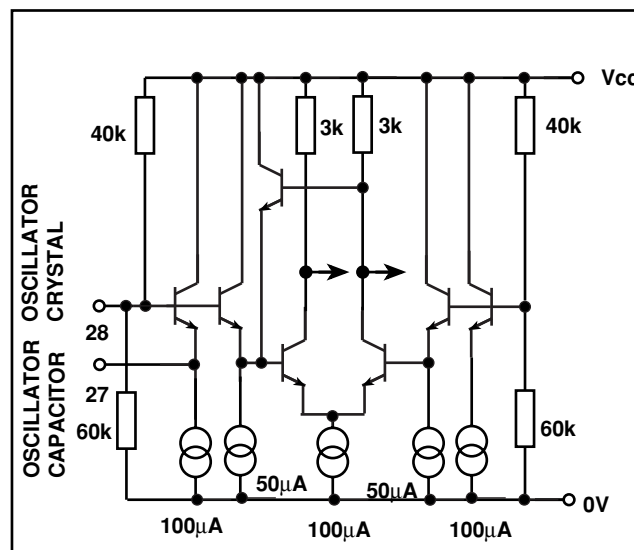 Vcc
40k
3k
3k
40k
OSCILLATOR
CRYSTAL
28
OSCILLATOR
CAPACITOR
27
60k
60k
50µA
50µA
0V
100µA
100µA
100µA